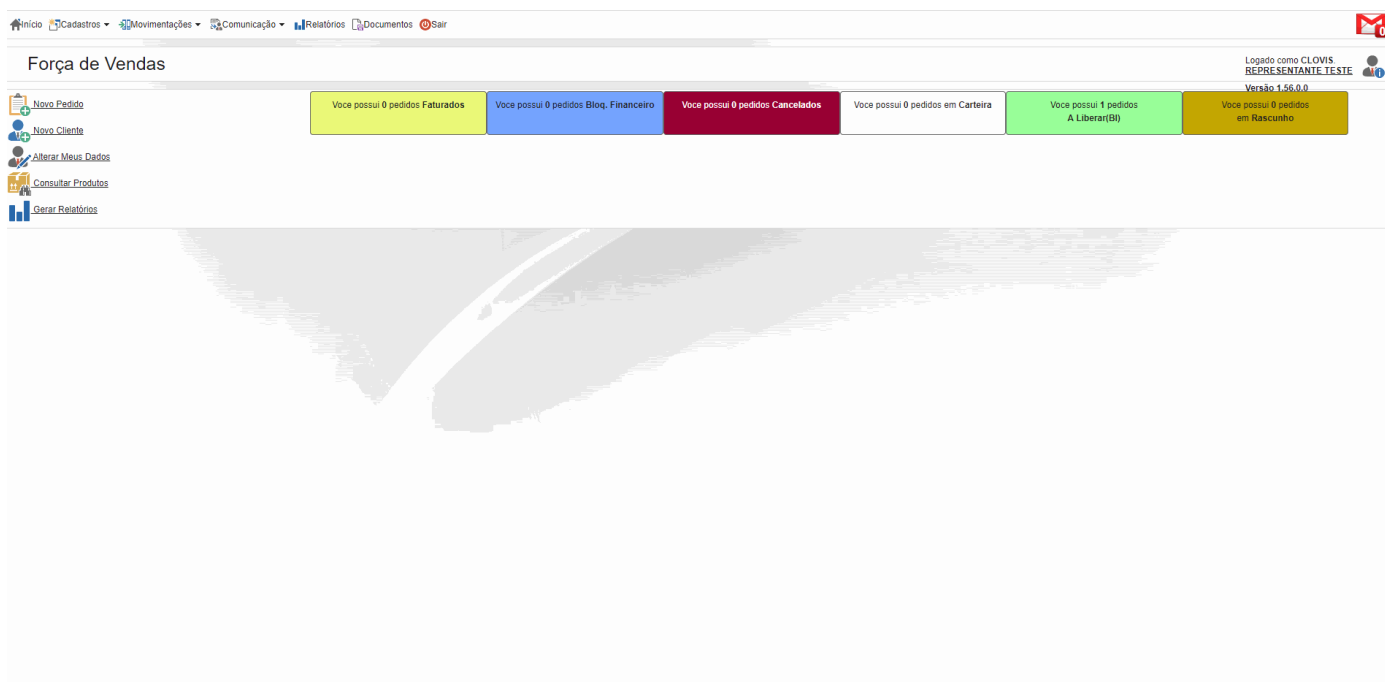 Início Cadastros Movimentações Comunicação Relatórios Documentos Sair
0
Força de Vendas
Logado como CLOVIS.
REPRESENTANTE TESTE
Versão 1.56.0.0
Novo Pedido
Novo Cliente
Alterar Meus Dados
Consultar Produtos
Gerar Relatórios
Voce possui 0 pedidos Faturados
Voce possui 0 pedidos Bloq. Financeiro
Voce possui 0 pedidos Cancelados
Voce possui 0 pedidos em Carteira
Voce possui 1 pedidos
A Liberar(BI)
Voce possui 0 pedidos
em Rascunho